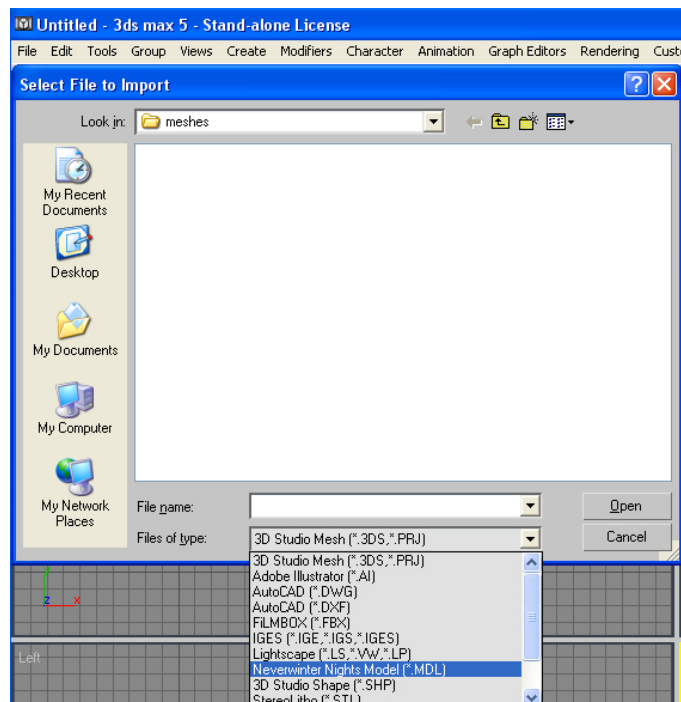 Untitled - 3ds max 5 - Stand-alone License
File Edit Tools Group Views Create Modifiers Character Animation Graph Editors Rendering Cust
Select File to Import
Look in: meshes
My Recent
Documents
Desktop
My Documents
My Computer
My Network
Places
File name:
Open
Files of type: 3D Studio Mesh (*.3DS,*.PRJ)
Cancel
3D Studio Mesh (*.3DS,*.PRJ)
Adobe Illustrator (*.AI)
AutoCAD (*.DWG)
AutoCAD (*.DXF)
FiLMBOX (*.FBX)
IGES (*.IGE,*.IGS,*.IGES)
Lightscape (*.LS,*.VW,*.LP)
Neverwinter Nights Model (*.MDL)
3D Studio Shape (*.SHP)
StereoLitho (*.STL)
z x
Left